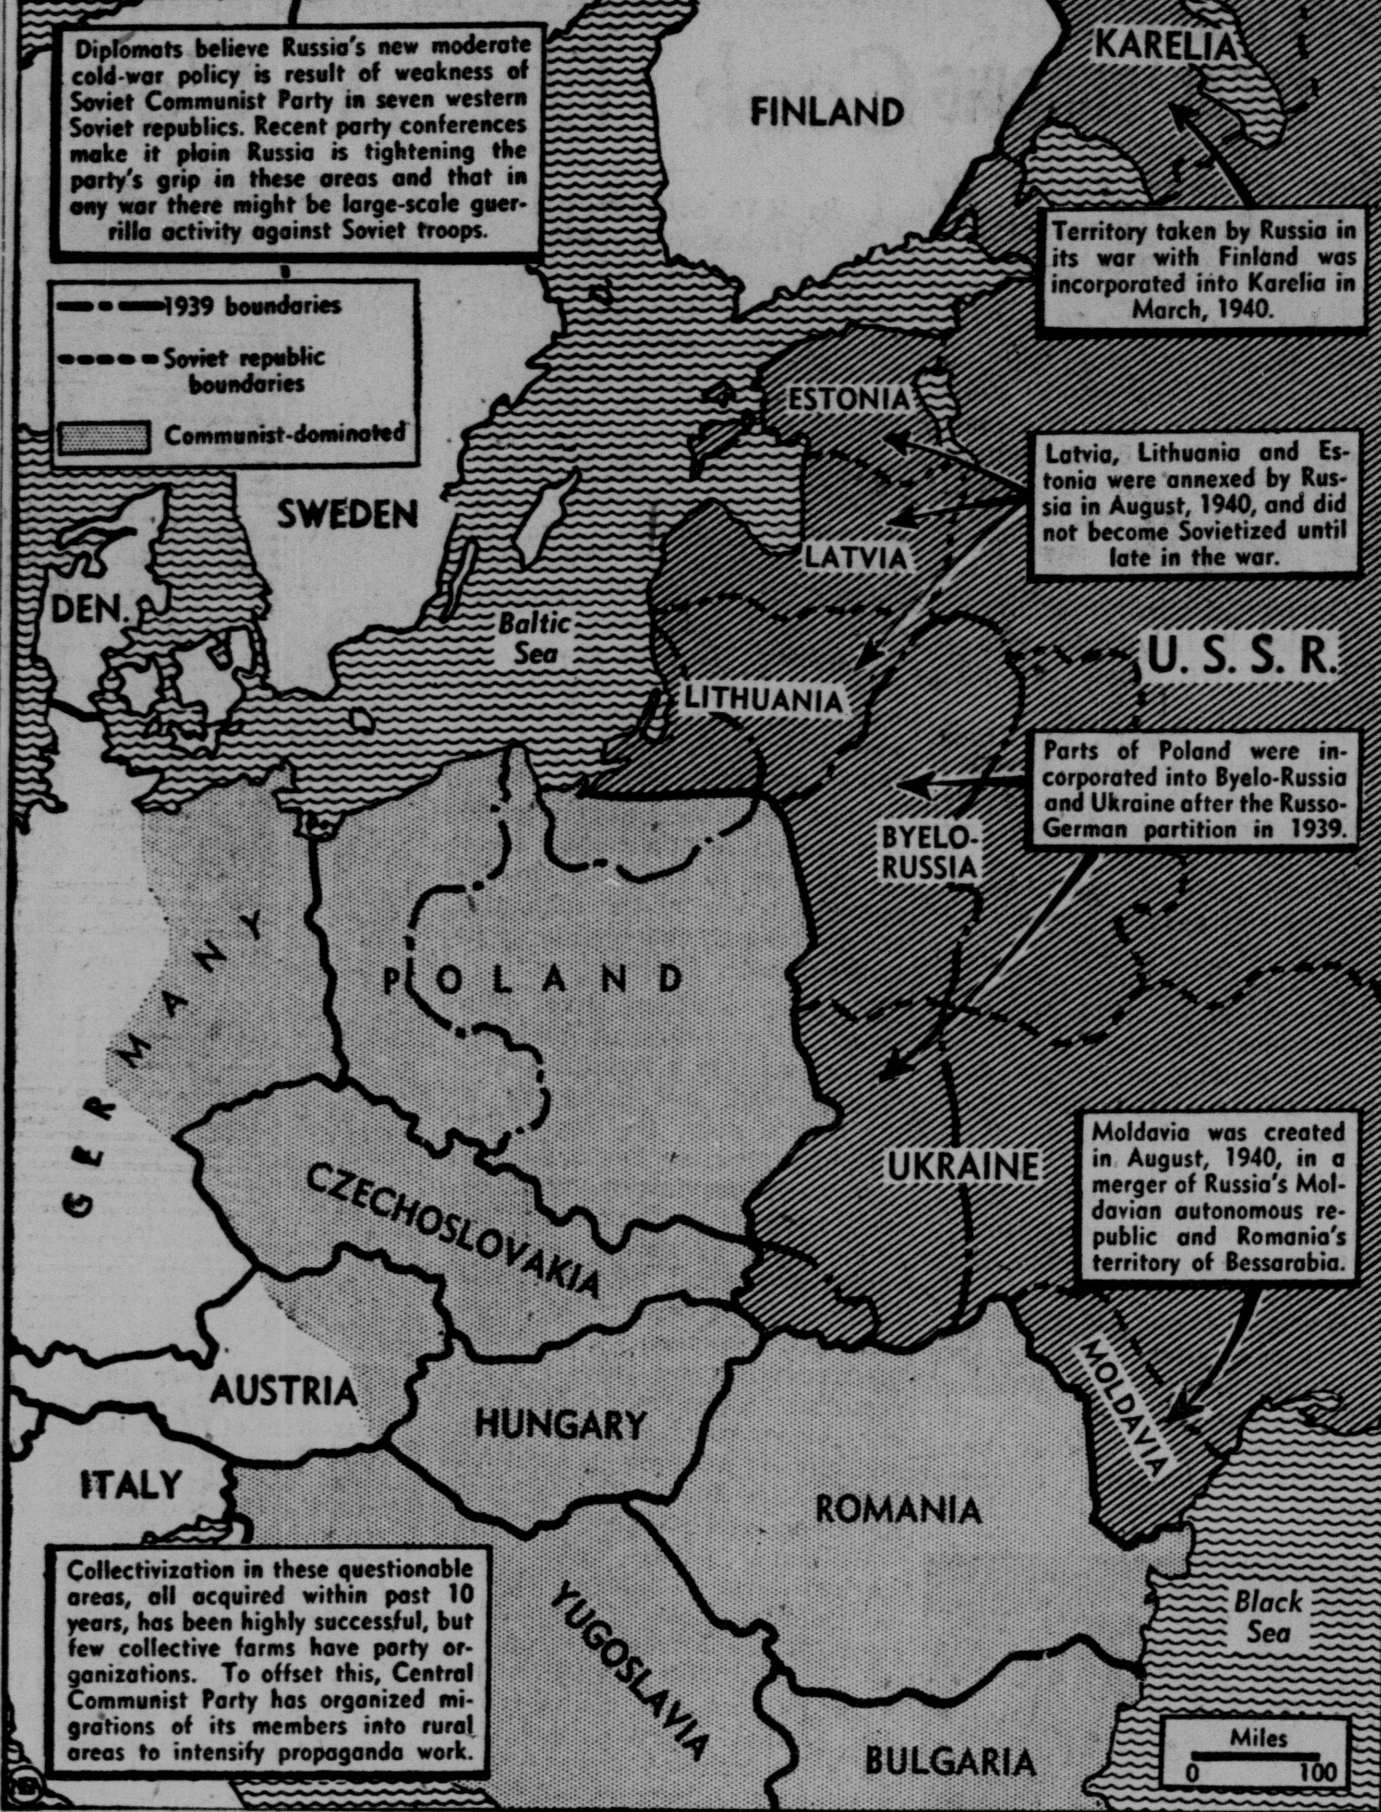 Diplomats believe Russia's new moderate
cold-war policy is result of weakness of
Soviet Communist Party in seven western
Soviet republics. Recent party conferences
make it plain Russia is tightening the
party's grip in these areas and that in
any war there might be large-scale guer-
rilla activity against Soviet troops.
1939 boundaries
Soviet republic
boundaries
Communist-dominated
KARELIA
FINLAND
Territory taken by Russia in
its war with Finland was
incorporated into Karelia in
March, 1940.
ESTONIA
Latvia, Lithuania and Es-
tonia were annexed by Rus-
sia in August, 1940, and did
not become Sovietized until
late in the war.
SWEDEN
LATVIA
DEN.
Baltic
Sea
U. S. S. R.
LITHUANIA
Parts of Poland were in-
corporated into Byelo-Russia
and Ukraine after the Russo-
German partition in 1939.
BYELO-
RUSSIA
POLAND
GERMANY
UKRAINE
Moldavia was created
in August, 1940, in a
merger of Russia's Mol-
davian autonomous re-
public and Romania's
territory of Bessarabia.
CZECHOSLOVAKIA
AUSTRIA
HUNGARY
MOLDAVIA
ITALY
ROMANIA
Collectivization in these questionable
areas, all acquired within past 10
years, has been highly successful, but
few collective farms have party or-
ganizations. To offset this, Central
Communist Party has organized mi-
grations of its members into rural
areas to intensify propaganda work.
YUGOSLAVIA
Black
Sea
BULGARIA
Miles
0 100